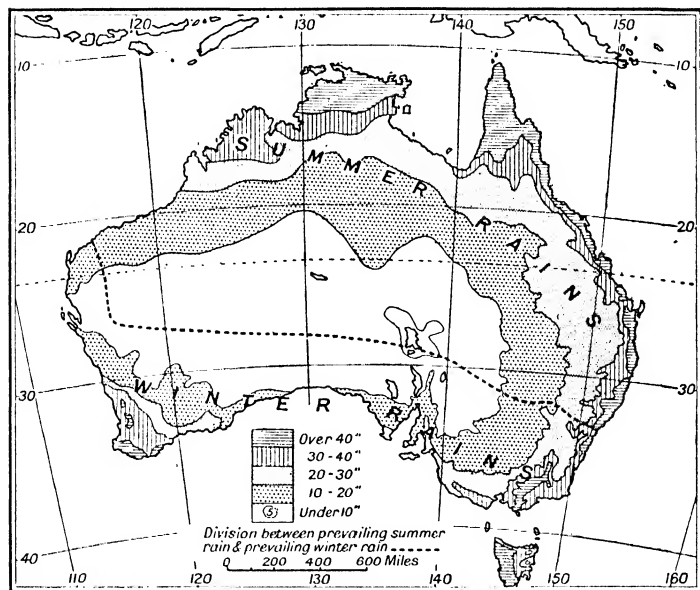 120 130 140 150
10 10
SUMMER RAINS
20 20
30 30
WINTER RAINS
Over 40"
30-40"
20-30"
10-20"
(5) Under 10"
Division between prevailing summer
rain & prevailing winter rain
0 200 400 600 Miles
40 40
110 120 130 140 150 160